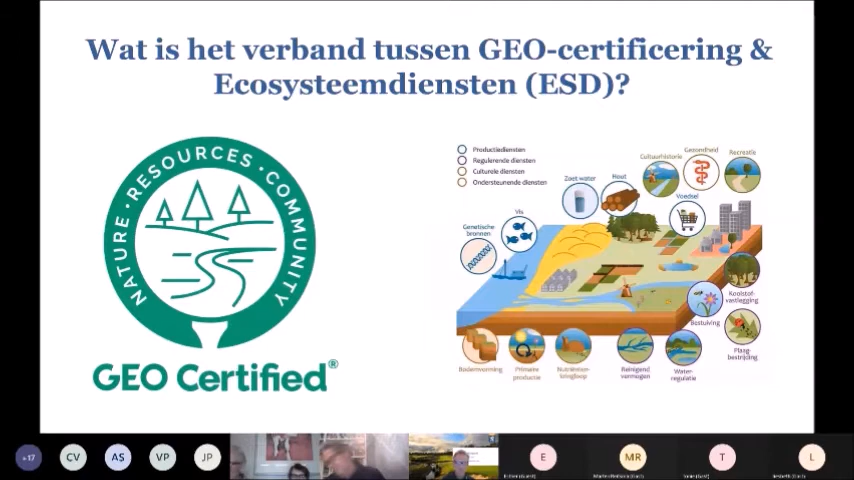 Wat is het verband tussen GEO-certificering &
Ecosysteemdiensten (ESD)?
NATURE · RESOURCES · COMMUNITY
GEO Certified®
Productiediensten
Regulerende diensten
Culturele diensten
Ondersteunende diensten
Genetische
bronnen
Vis
Zoet water
Hout
Cultuurhistorie
Gezondheid
Recreatie
Voedsel
Koolstof-
vastlegging
Bestuiving
Plaag-
bestrijding
Bodemvorming
Primaire
productie
Nutriënten-
kringloop
Reinigend
vermogen
Water-
regulatie
+17
CV
AS
VP
JP
E
MR
T
L